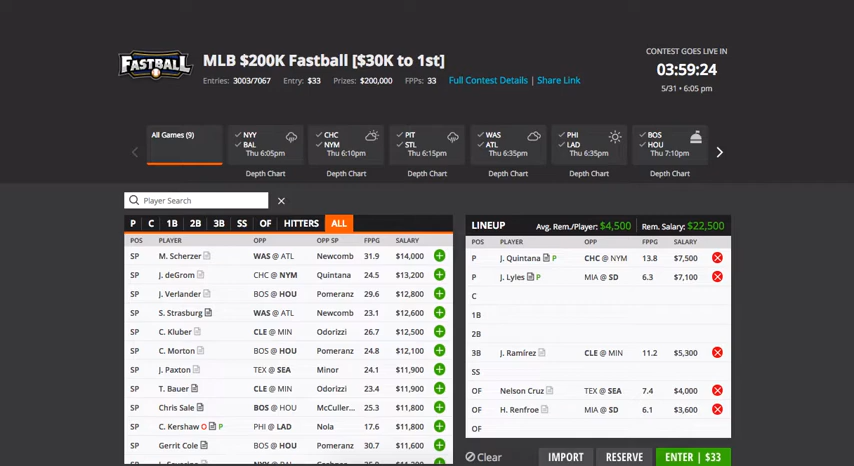 FASTBALL
MLB $200K Fastball [$30K to 1st]
Entries: 3003/7067 Entry: $33 Prizes: $200,000 FPPs: 33 Full Contest Details | Share Link
CONTEST GOES LIVE IN
03:59:24
5/31 • 6:05 pm
All Games (9)
NYY
BAL
Thu 6:05pm
Depth Chart
CHC
NYM
Thu 6:10pm
Depth Chart
PIT
STL
Thu 6:15pm
Depth Chart
WAS
ATL
Thu 6:35pm
Depth Chart
PHI
LAD
Thu 6:35pm
Depth Chart
BOS
HOU
Thu 7:10pm
Depth Chart
Player Search
P C 1B 2B 3B SS OF HITTERS ALL
POS PLAYER OPP OPP SP FPPG SALARY
SP M. Scherzer WAS @ ATL Newcomb 31.9 $14,000
SP J. deGrom CHC @ NYM Quintana 24.5 $13,200
SP J. Verlander BOS @ HOU Pomeranz 29.6 $12,800
SP S. Strasburg WAS @ ATL Newcomb 23.1 $12,600
SP C. Kluber CLE @ MIN Odorizzi 26.7 $12,500
SP C. Morton BOS @ HOU Pomeranz 24.8 $12,100
SP J. Paxton TEX @ SEA Minor 24.1 $11,900
SP T. Bauer CLE @ MIN Odorizzi 23.4 $11,900
SP Chris Sale BOS @ HOU McCuller... 25.3 $11,800
SP C. Kershaw O P PHI @ LAD Nola 17.6 $11,800
SP Gerrit Cole BOS @ HOU Pomeranz 30.7 $11,600
LINEUP Avg. Rem./Player: $4,500 Rem. Salary: $22,500
POS PLAYER OPP FPPG SALARY
P J. Quintana P CHC @ NYM 13.8 $7,500
P J. Lyles P MIA @ SD 6.3 $7,100
C
1B
2B
3B J. Ramírez CLE @ MIN 11.2 $5,300
SS
OF Nelson Cruz TEX @ SEA 7.4 $4,000
OF H. Renfroe MIA @ SD 6.1 $3,600
OF
Clear IMPORT RESERVE ENTER | $33